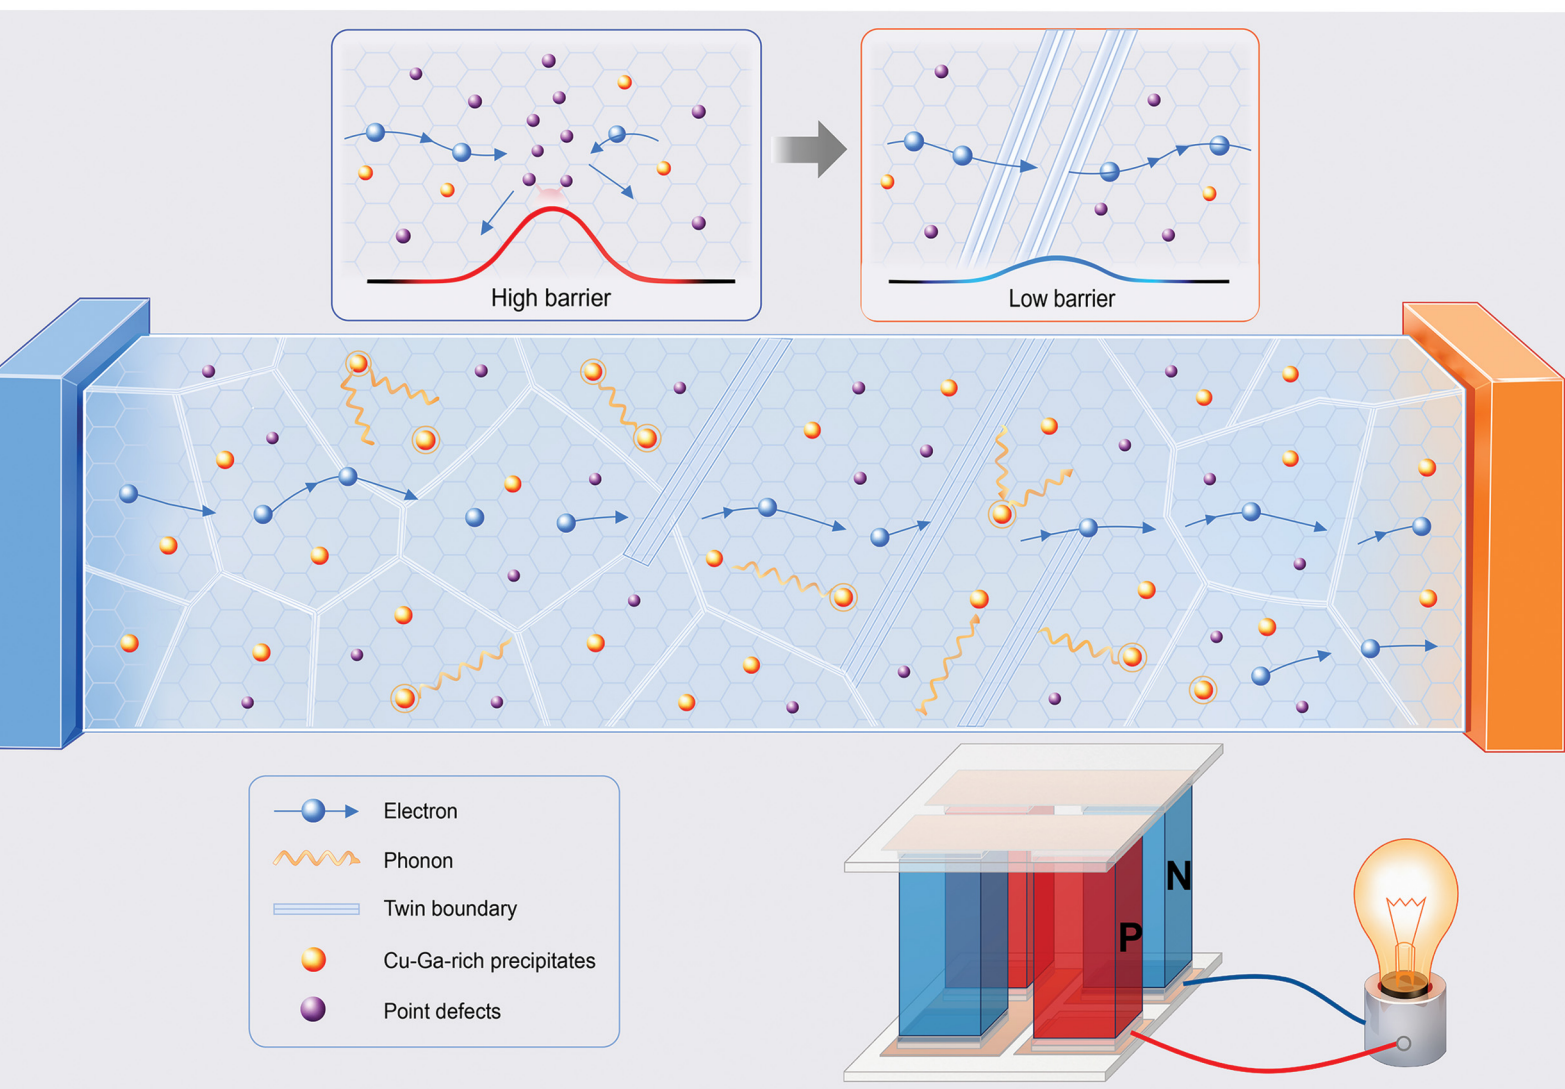 High barrier
Low barrier
Electron
Phonon
Twin boundary
Cu-Ga-rich precipitates
Point defects
N
P